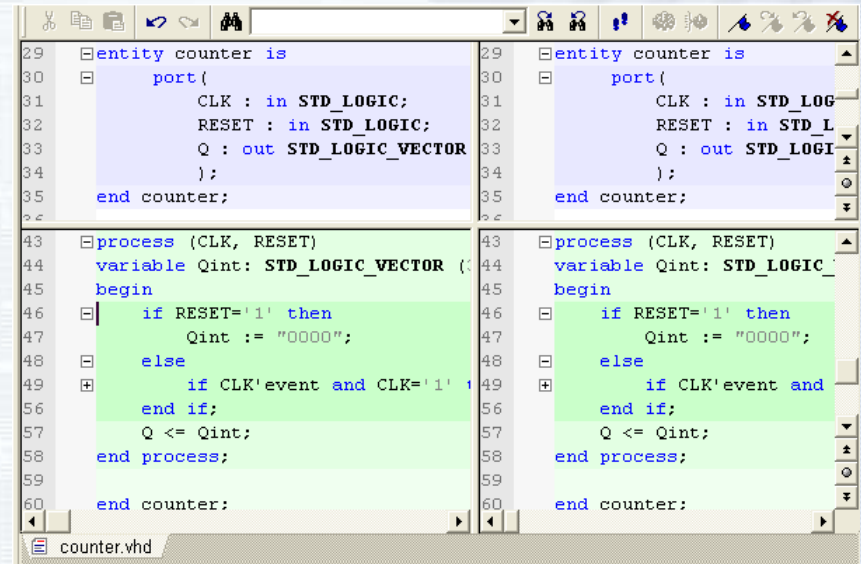 29 entity counter is
30 port(
31 CLK : in STD_LOGIC;
32 RESET : in STD_LOGIC;
33 Q : out STD_LOGIC_VECTOR
34 );
35 end counter;
29 entity counter is
30 port(
31 CLK : in STD_LOG
32 RESET : in STD_L
33 Q : out STD_LOGI
34 );
35 end counter;
43 process (CLK, RESET)
44 variable Qint: STD_LOGIC_VECTOR (
45 begin
46 if RESET='1' then
47 Qint := "0000";
48 else
49 if CLK'event and CLK='1'
56 end if;
57 Q <= Qint;
58 end process;
59
60 end counter;
43 process (CLK, RESET)
44 variable Qint: STD_LOGIC_
45 begin
46 if RESET='1' then
47 Qint := "0000";
48 else
49 if CLK'event and
56 end if;
57 Q <= Qint;
58 end process;
59
60 end counter;
counter.vhd